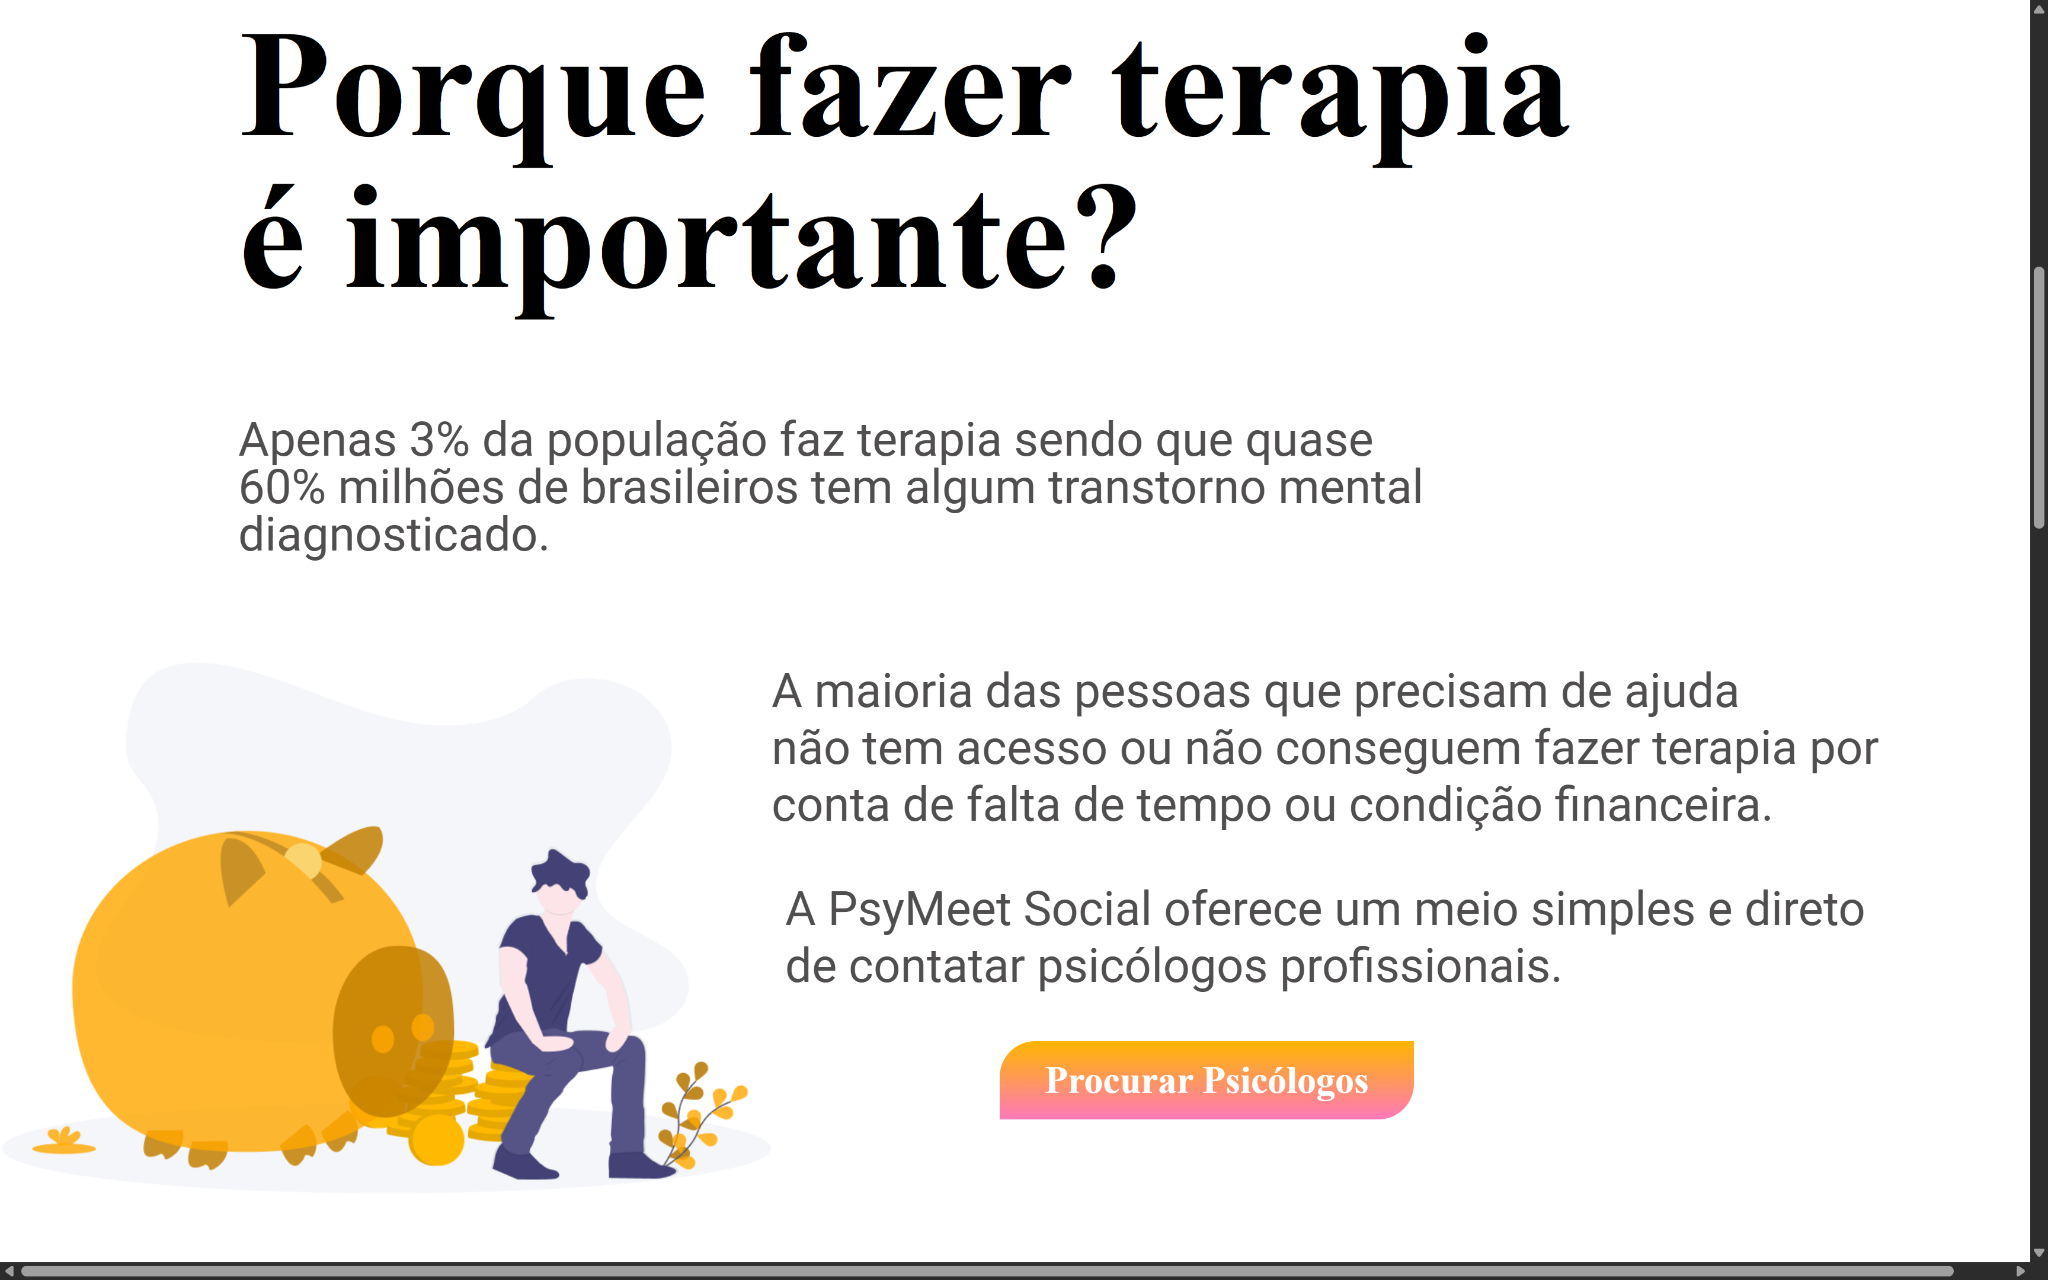 Porque fazer terapia
é importante?
Apenas 3% da população faz terapia sendo que quase
60% milhões de brasileiros tem algum transtorno mental
diagnosticado.
A maioria das pessoas que precisam de ajuda
não tem acesso ou não conseguem fazer terapia por
conta de falta de tempo ou condição financeira.
A PsyMeet Social oferece um meio simples e direto
de contatar psicólogos profissionais.
Procurar Psicólogos